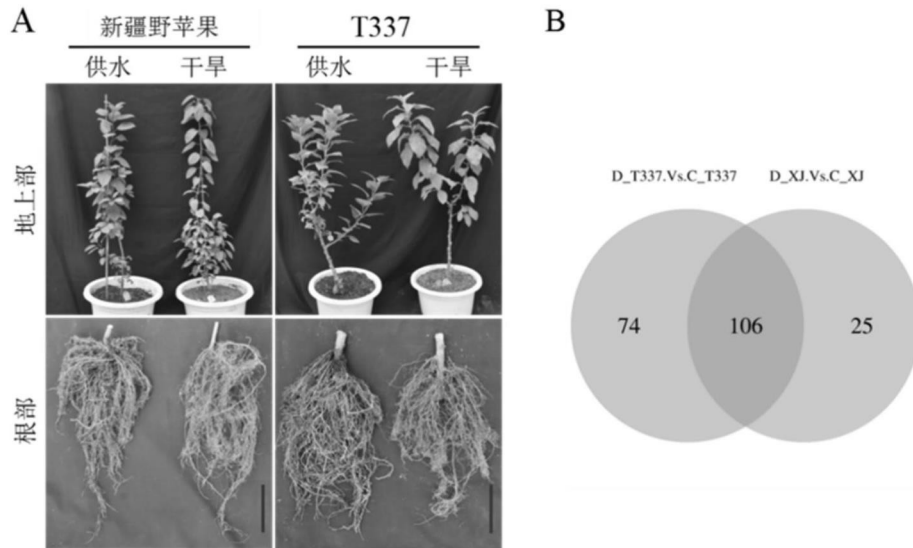 A
新疆野苹果 T337
供水 干旱 供水 干旱
地上部
根部
B
D_T337.Vs.C_T337 D_XJ.Vs.C_XJ
74 106 25